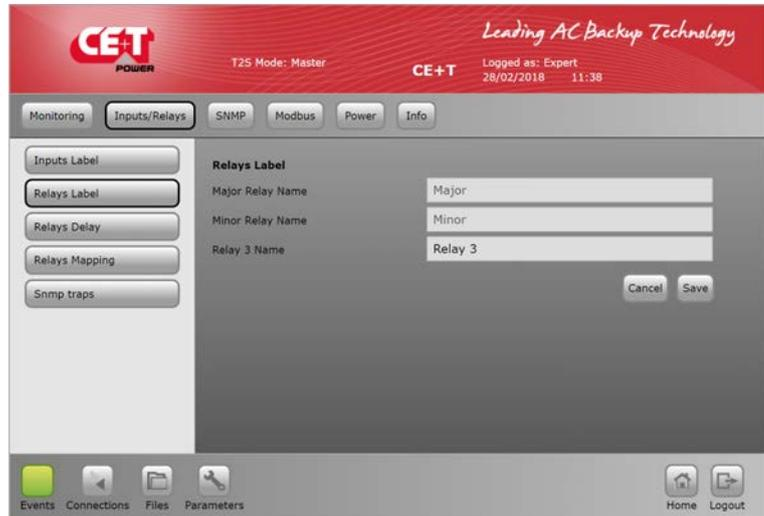 CE+T
POWER
Leading AC Backup Technology
T2S Mode: Master
CE+T
Logged as: Expert
28/02/2018 11:38
Monitoring
Inputs/Relays
SNMP
Modbus
Power
Info
Inputs Label
Relays Label
Relays Delay
Relays Mapping
Snmp traps
Relays Label
Major Relay Name
Major
Minor Relay Name
Minor
Relay 3 Name
Relay 3
Cancel
Save
Events
Connections
Files
Parameters
Home
Logout